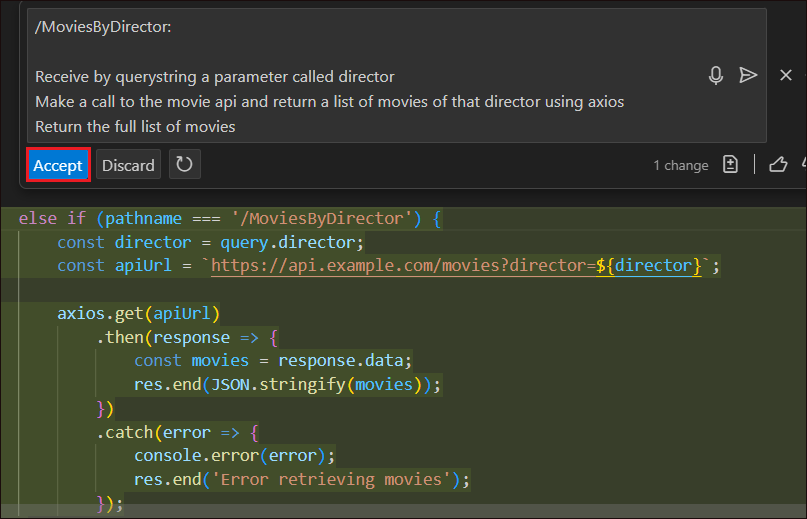 /MoviesByDirector:
Receive by querystring a parameter called director
Make a call to the movie api and return a list of movies of that director using axios
Return the full list of movies
Accept Discard 1 change
else if (pathname === '/MoviesByDirector') {
    const director = query.director;
    const apiUrl = `https://api.example.com/movies?director=${director}`;
    axios.get(apiUrl)
        .then(response => {
            const movies = response.data;
            res.end(JSON.stringify(movies));
        })
        .catch(error => {
            console.error(error);
            res.end('Error retrieving movies');
        });